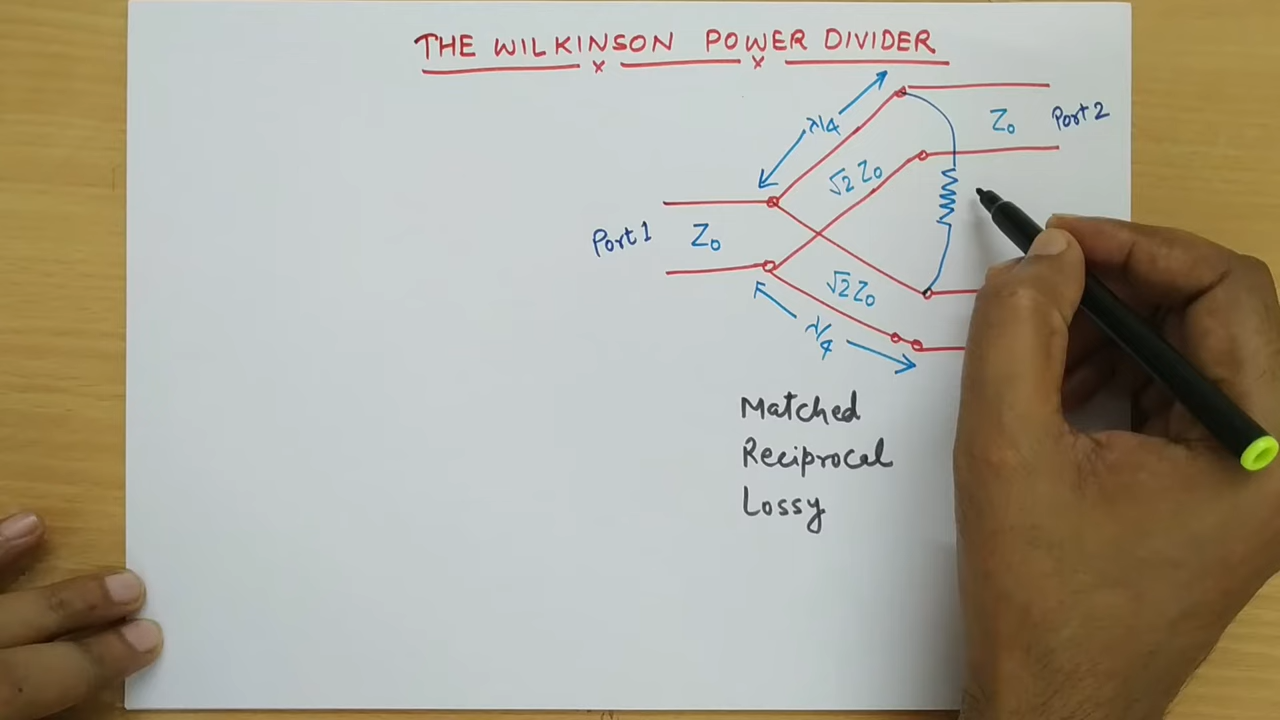 THE WILKINSON POWER DIVIDER
λ/4
Z₀ Port 2
√2 Z₀
Port 1 Z₀
√2 Z₀
λ/4
Matched
Reciprocal
Lossy